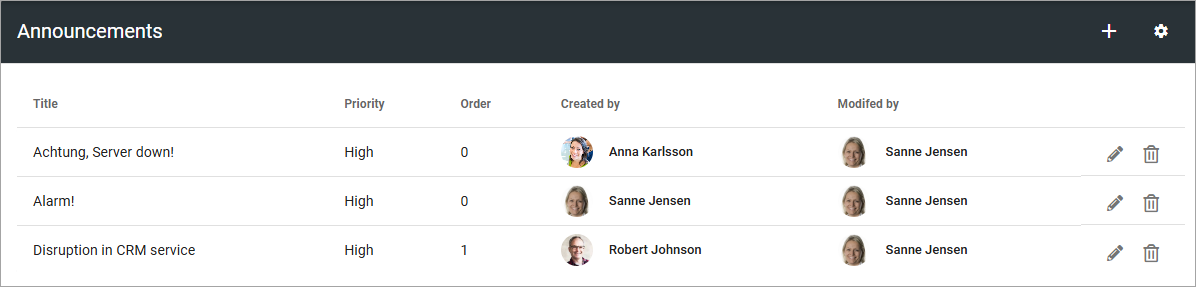 Announcements
Title Priority Order Created by Modifed by
Achtung, Server down! High 0 Anna Karlsson Sanne Jensen
Alarm! High 0 Sanne Jensen Sanne Jensen
Disruption in CRM service High 1 Robert Johnson Sanne Jensen